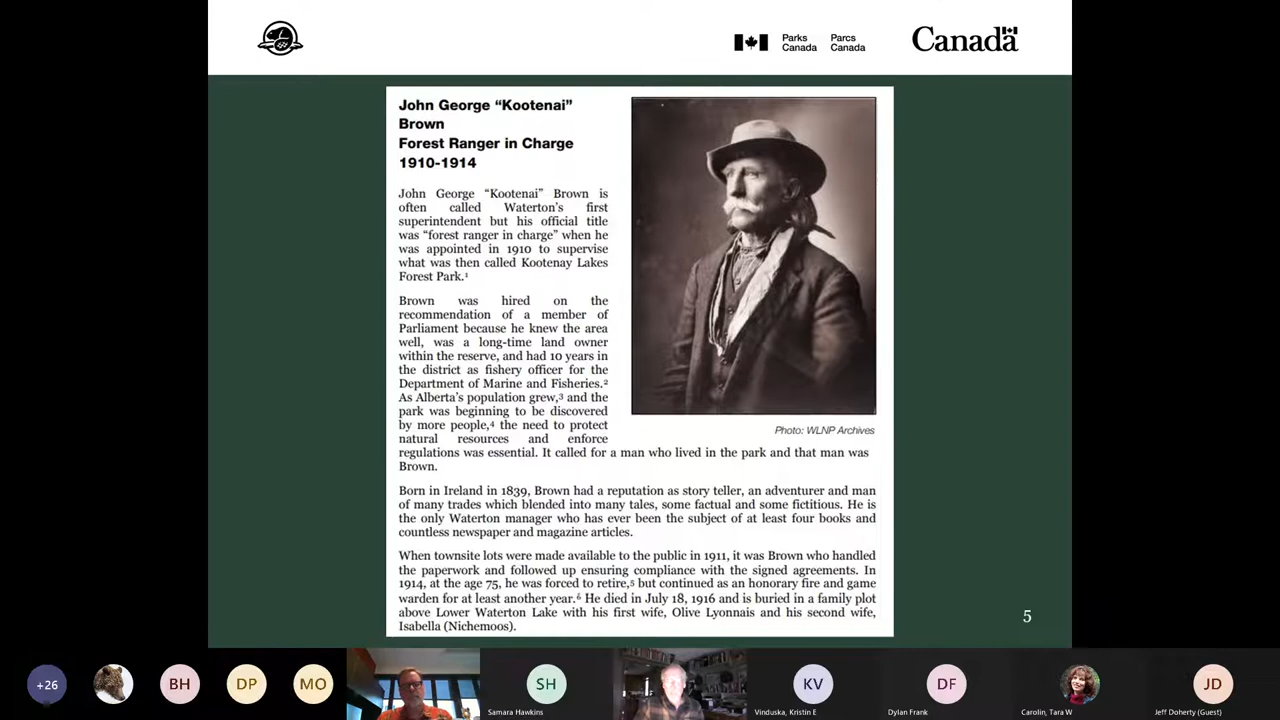 Parks
Canada
Parcs
Canada
Canada
John George “Kootenai”
Brown
Forest Ranger in Charge
1910-1914
John George “Kootenai” Brown is
often called Waterton’s first
superintendent but his official title
was “forest ranger in charge” when he
was appointed in 1910 to supervise
what was then called Kootenay Lakes
Forest Park.¹
Brown was hired on the
recommendation of a member of
Parliament because he knew the area
well, was a long-time land owner
within the reserve, and had 10 years in
the district as fishery officer for the
Department of Marine and Fisheries.²
As Alberta’s population grew,³ and the
park was beginning to be discovered
by more people,⁴ the need to protect
natural resources and enforce
regulations was essential. It called for a man who lived in the park and that man was
Brown.
Photo: WLNP Archives
Born in Ireland in 1839, Brown had a reputation as story teller, an adventurer and man
of many trades which blended into many tales, some factual and some fictitious. He is
the only Waterton manager who has ever been the subject of at least four books and
countless newspaper and magazine articles.
When townsite lots were made available to the public in 1911, it was Brown who handled
the paperwork and followed up ensuring compliance with the signed agreements. In
1914, at the age 75, he was forced to retire,⁵ but continued as an honorary fire and game
warden for at least another year.⁶ He died in July 18, 1916 and is buried in a family plot
above Lower Waterton Lake with his first wife, Olive Lyonnais and his second wife,
Isabella (Nichemoos).
5
+26
BH
DP
MO
SH
Samara Hawkins
KV
Vinduska, Kristin E
DF
Dylan Frank
Carolin, Tara W
JD
Jeff Doherty (Guest)